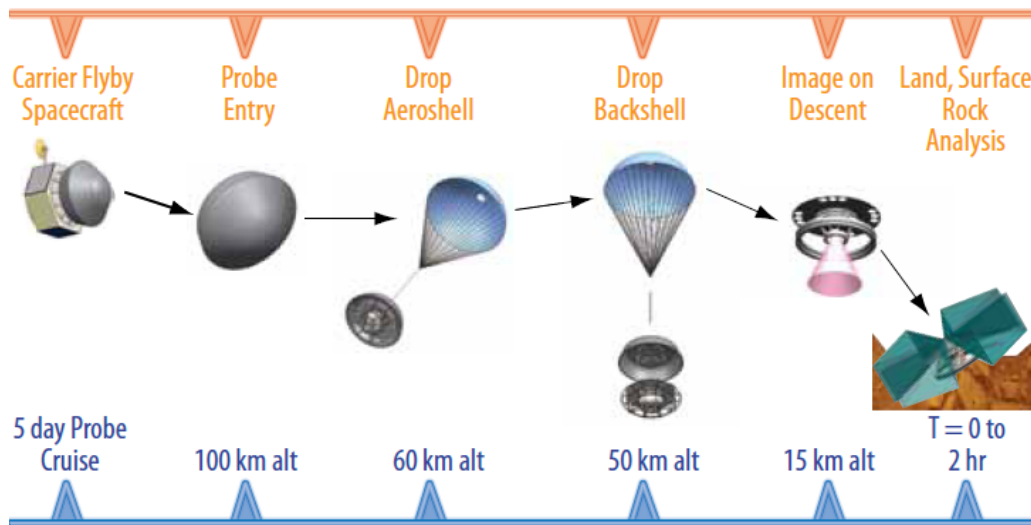 Carrier Flyby
Spacecraft
Probe
Entry
Drop
Aeroshell
Drop
Backshell
Image on
Descent
Land, Surface
Rock
Analysis
5 day Probe
Cruise
100 km alt
60 km alt
50 km alt
15 km alt
T = 0 to
2 hr